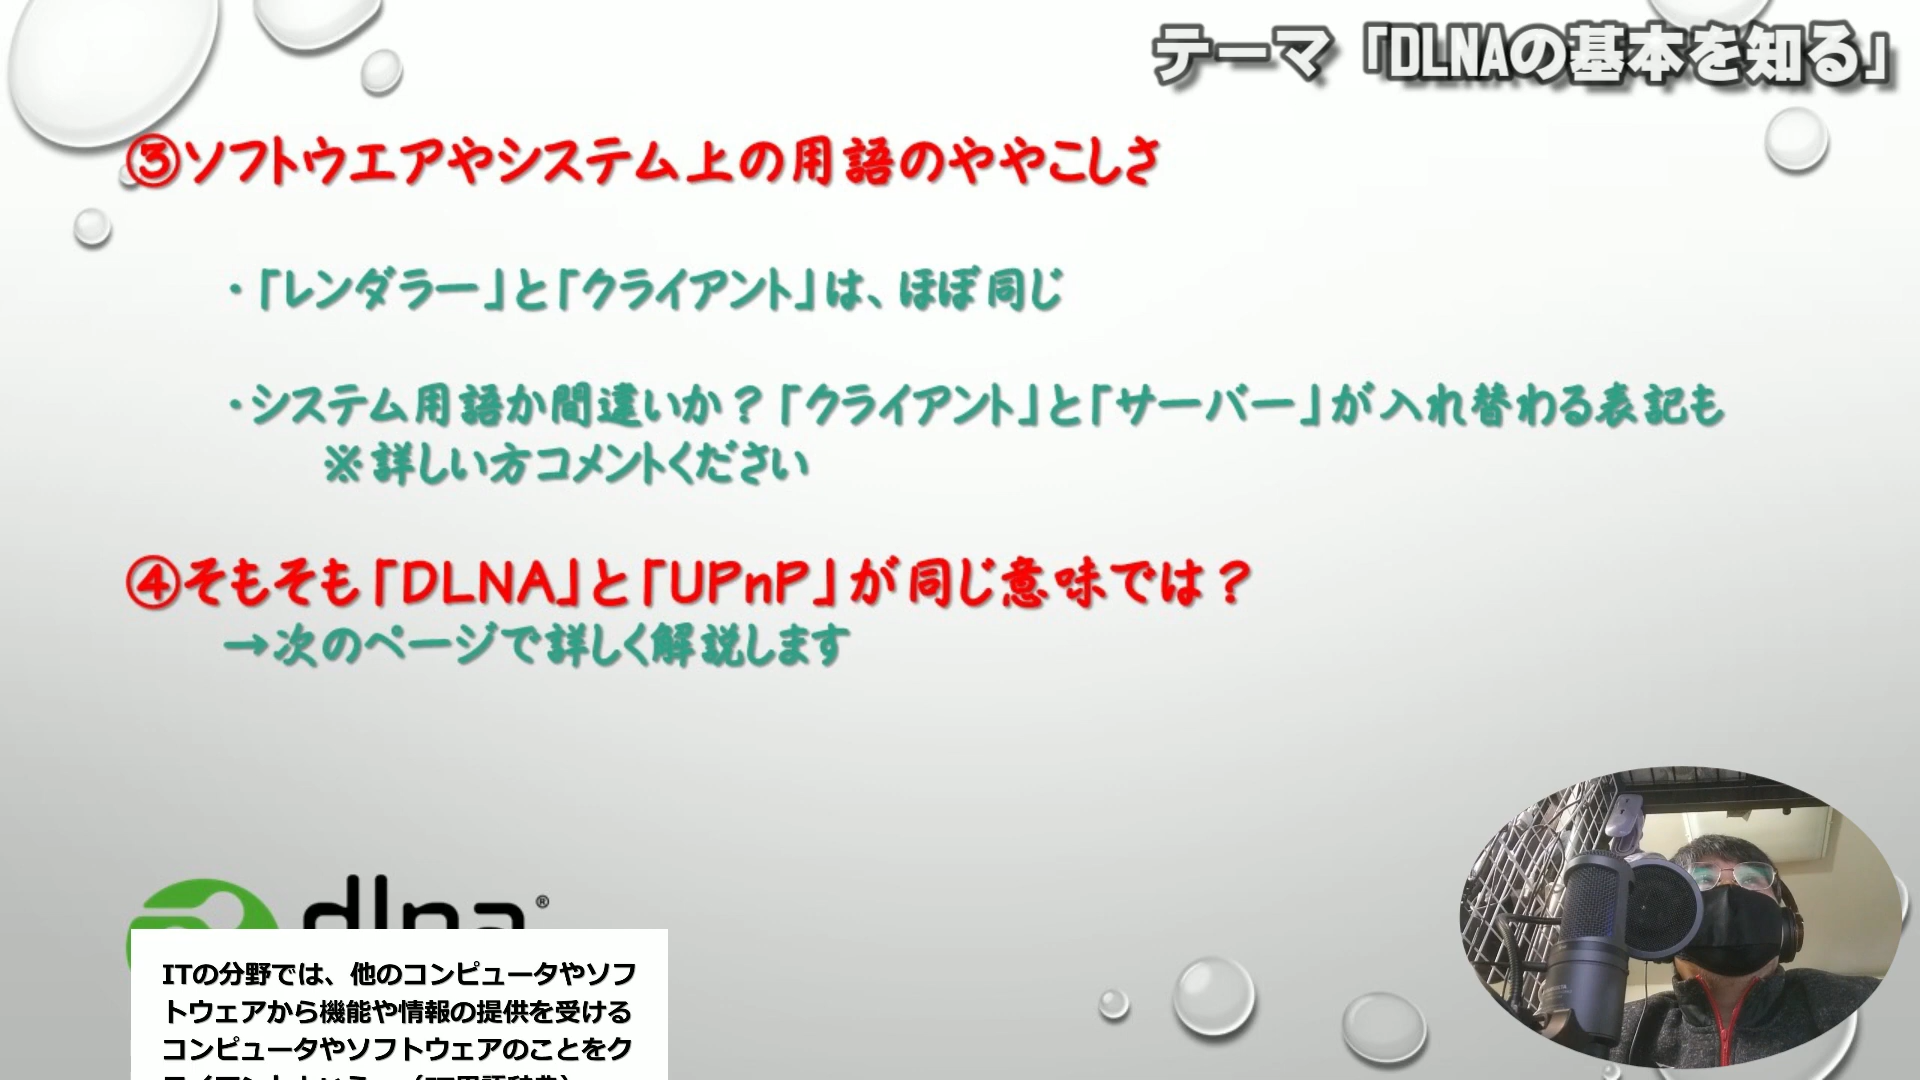 テーマ「DLNAの基本を知る」
③ソフトウエアやシステム上の用語のややこしさ
・「レンダラー」と「クライアント」は、ほぼ同じ
・システム用語か間違いか?「クライアント」と「サーバー」が入れ替わる表記も
※詳しい方コメントください
④そもそも「DLNA」と「UPnP」が同じ意味では?
→次のページで詳しく解説します
dlna®
ITの分野では、他のコンピュータやソフ
トウェアから機能や情報の提供を受ける
コンピュータやソフトウェアのことをク